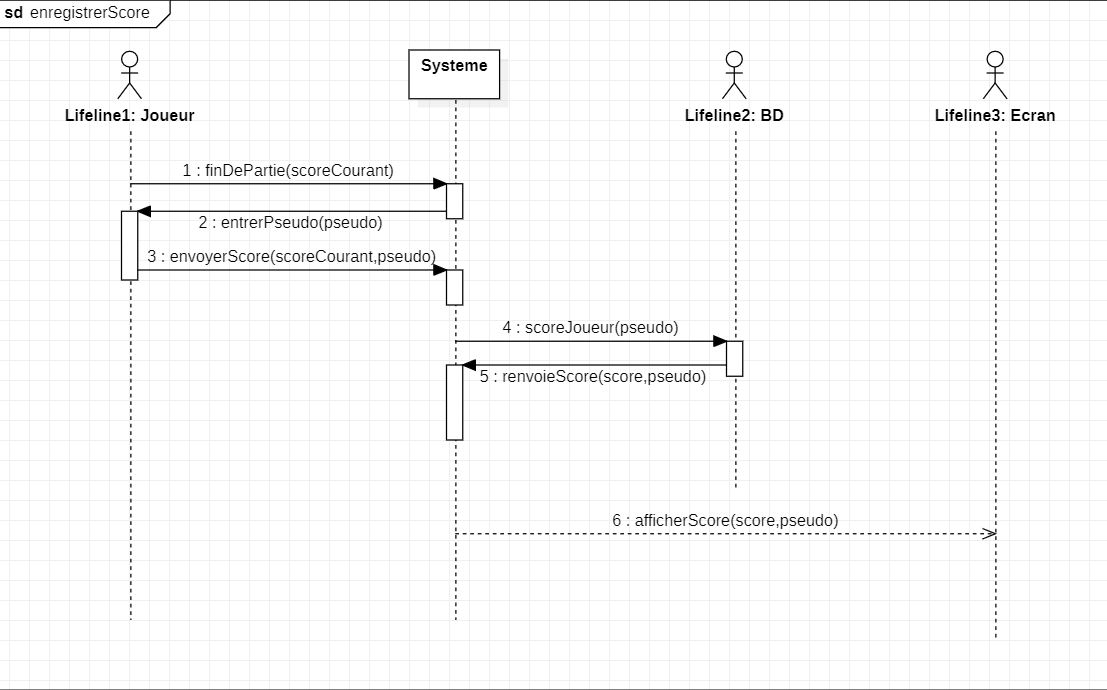 sd enregistrerScore
Systeme
Lifeline1: Joueur
Lifeline2: BD
Lifeline3: Ecran
1 : finDePartie(scoreCourant)
2 : entrerPseudo(pseudo)
3 : envoyerScore(scoreCourant,pseudo)
4 : scoreJoueur(pseudo)
5 : renvoieScore(score,pseudo)
6 : afficherScore(score,pseudo)